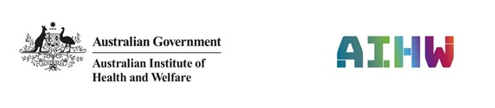 Australian Government
Australian Institute of
Health and Welfare
AIHW